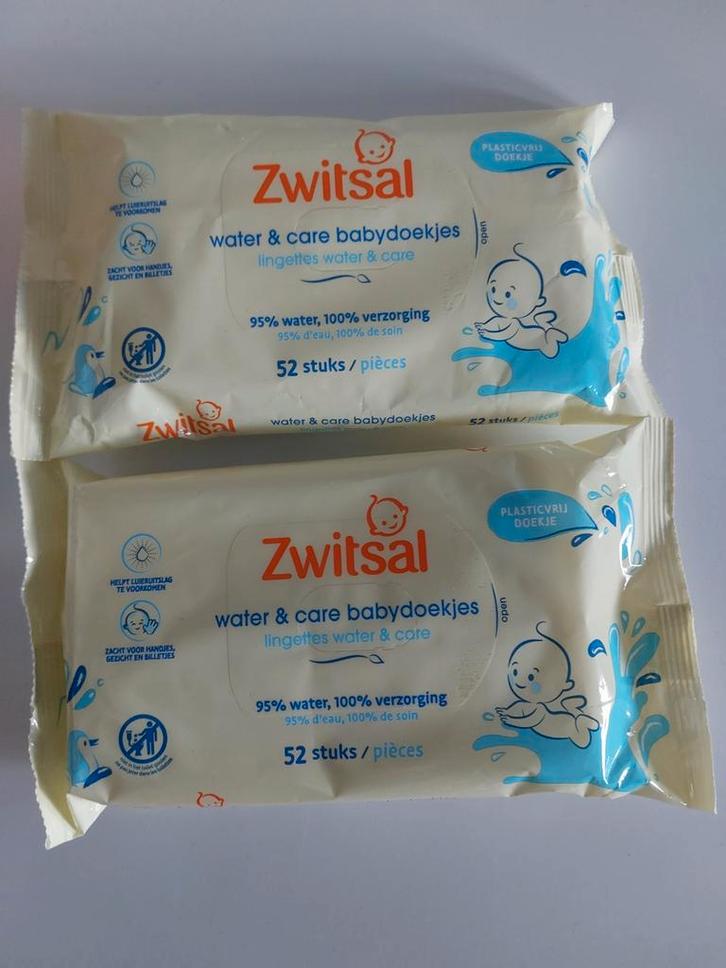 Zwitsal
PLASTICVRIJ
DOEKJE
HELPT LUIERUITSLAG
TE VOORKOMEN
water & care babydoekjes
lingettes water & care
open
ZACHT VOOR HANDJES,
GEZICHT EN BILLETJES
95% water, 100% verzorging
95% d'eau, 100% de soin
52 stuks / pièces
Zwitsal
water & care babydoekjes
52 stuks / pièces
Zwitsal
PLASTICVRIJ
DOEKJE
HELPT LUIERUITSLAG
TE VOORKOMEN
water & care babydoekjes
lingettes water & care
open
ZACHT VOOR HANDJES,
GEZICHT EN BILLETJES
95% water, 100% verzorging
95% d'eau, 100% de soin
52 stuks / pièces